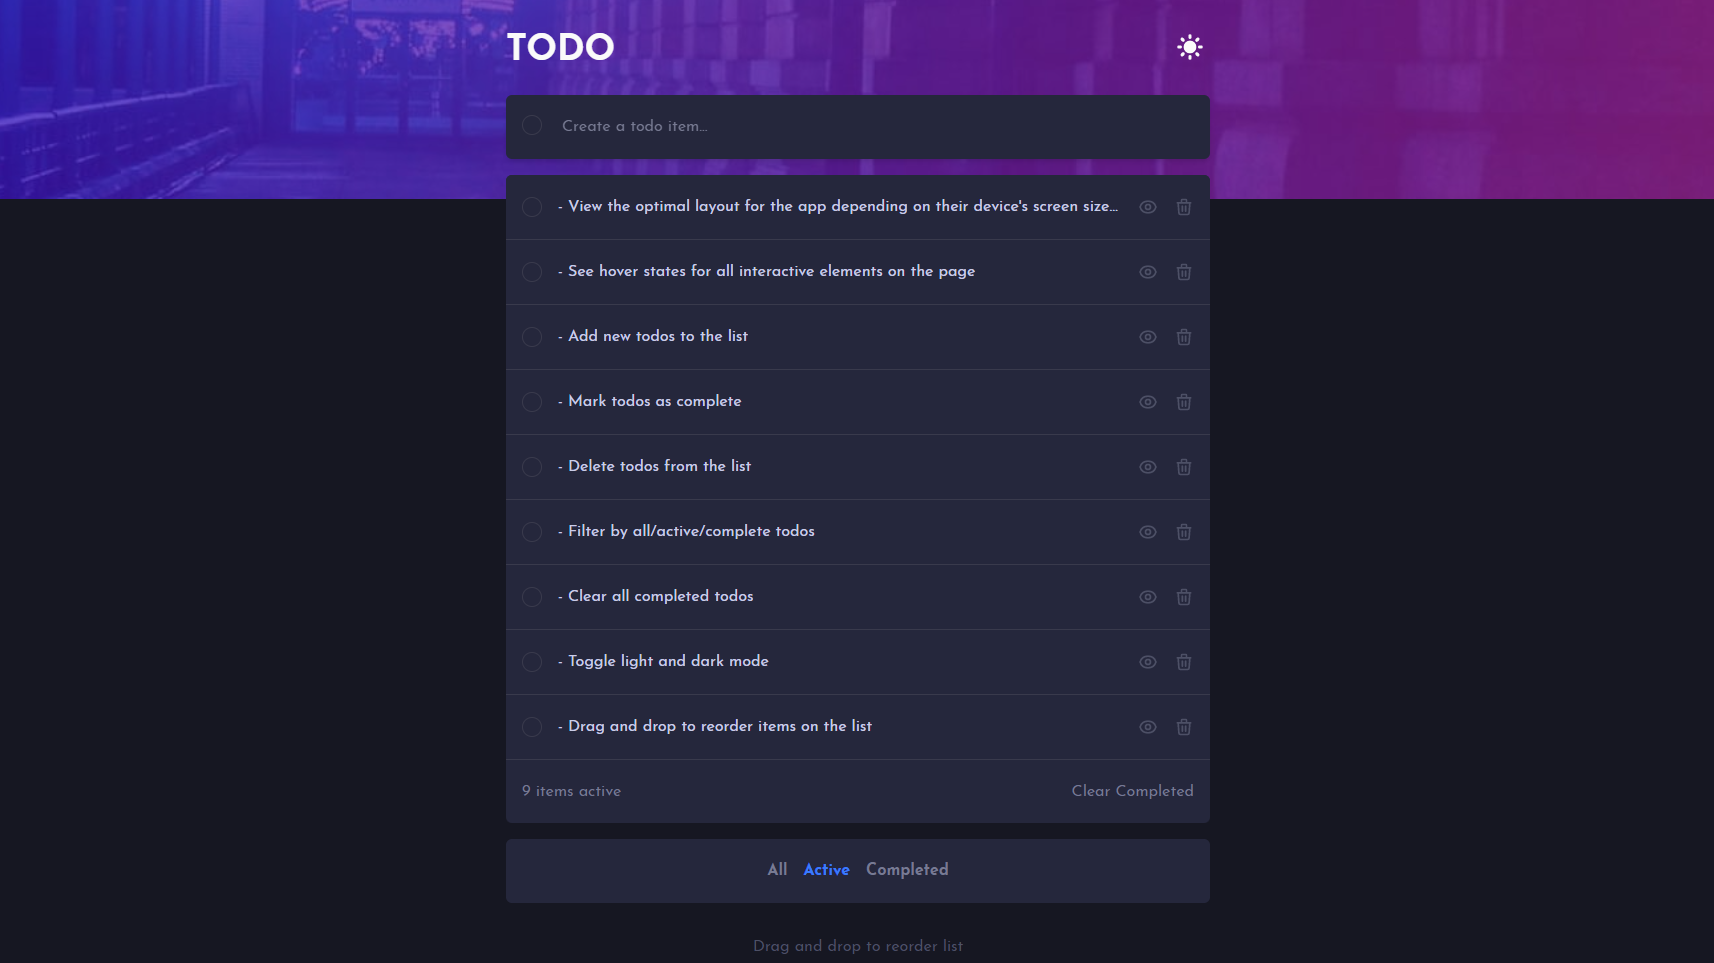 TODO
Create a todo item...
- View the optimal layout for the app depending on their device's screen size...
- See hover states for all interactive elements on the page
- Add new todos to the list
- Mark todos as complete
- Delete todos from the list
- Filter by all/active/complete todos
- Clear all completed todos
- Toggle light and dark mode
- Drag and drop to reorder items on the list
9 items active Clear Completed
All Active Completed
Drag and drop to reorder list